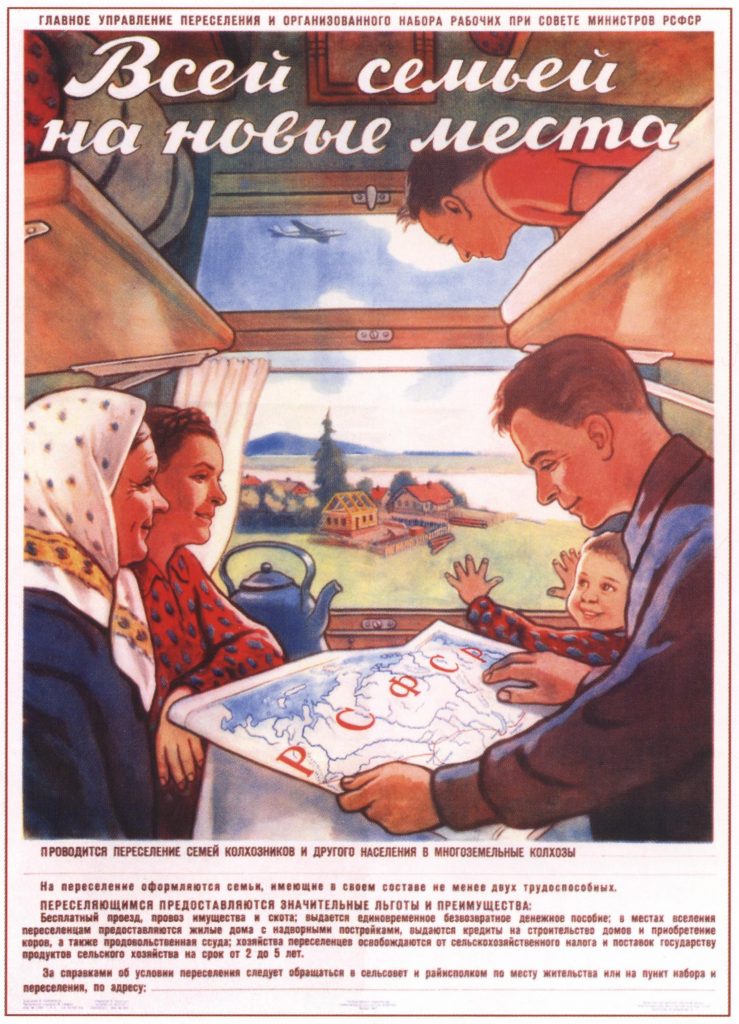 ГЛАВНОЕ УПРАВЛЕНИЕ ПЕРЕСЕЛЕНИЯ И ОРГАНИЗОВАННОГО НАБОРА РАБОЧИХ ПРИ СОВЕТЕ МИНИСТРОВ РСФСР
Всей семьей
на новые места
РСФСР
ПРОВОДИТСЯ ПЕРЕСЕЛЕНИЕ СЕМЕЙ КОЛХОЗНИКОВ И ДРУГОГО НАСЕЛЕНИЯ В МНОГОЗЕМЕЛЬНЫЕ КОЛХОЗЫ
На переселение оформляются семьи, имеющие в своем составе не менее двух трудоспособных.
ПЕРЕСЕЛЯЮЩИМСЯ ПРЕДОСТАВЛЯЮТСЯ ЗНАЧИТЕЛЬНЫЕ ЛЬГОТЫ И ПРЕИМУЩЕСТВА:
Бесплатный проезд, провоз имущества и скота; выдается единовременное безвозвратное денежное пособие; в местах вселения
переселенцам предоставляются жилые дома с надворными постройками, выдаются кредиты на строительство домов и приобретение
коров, а также продовольственная ссуда; хозяйства переселенцев освобождаются от сельскохозяйственного налога и поставок государству
продуктов сельского хозяйства на срок от 2 до 5 лет.
За справками об условии переселения следует обращаться в сельсовет и райисполком по месту жительства или на пункт набора и
переселения, по адресу: